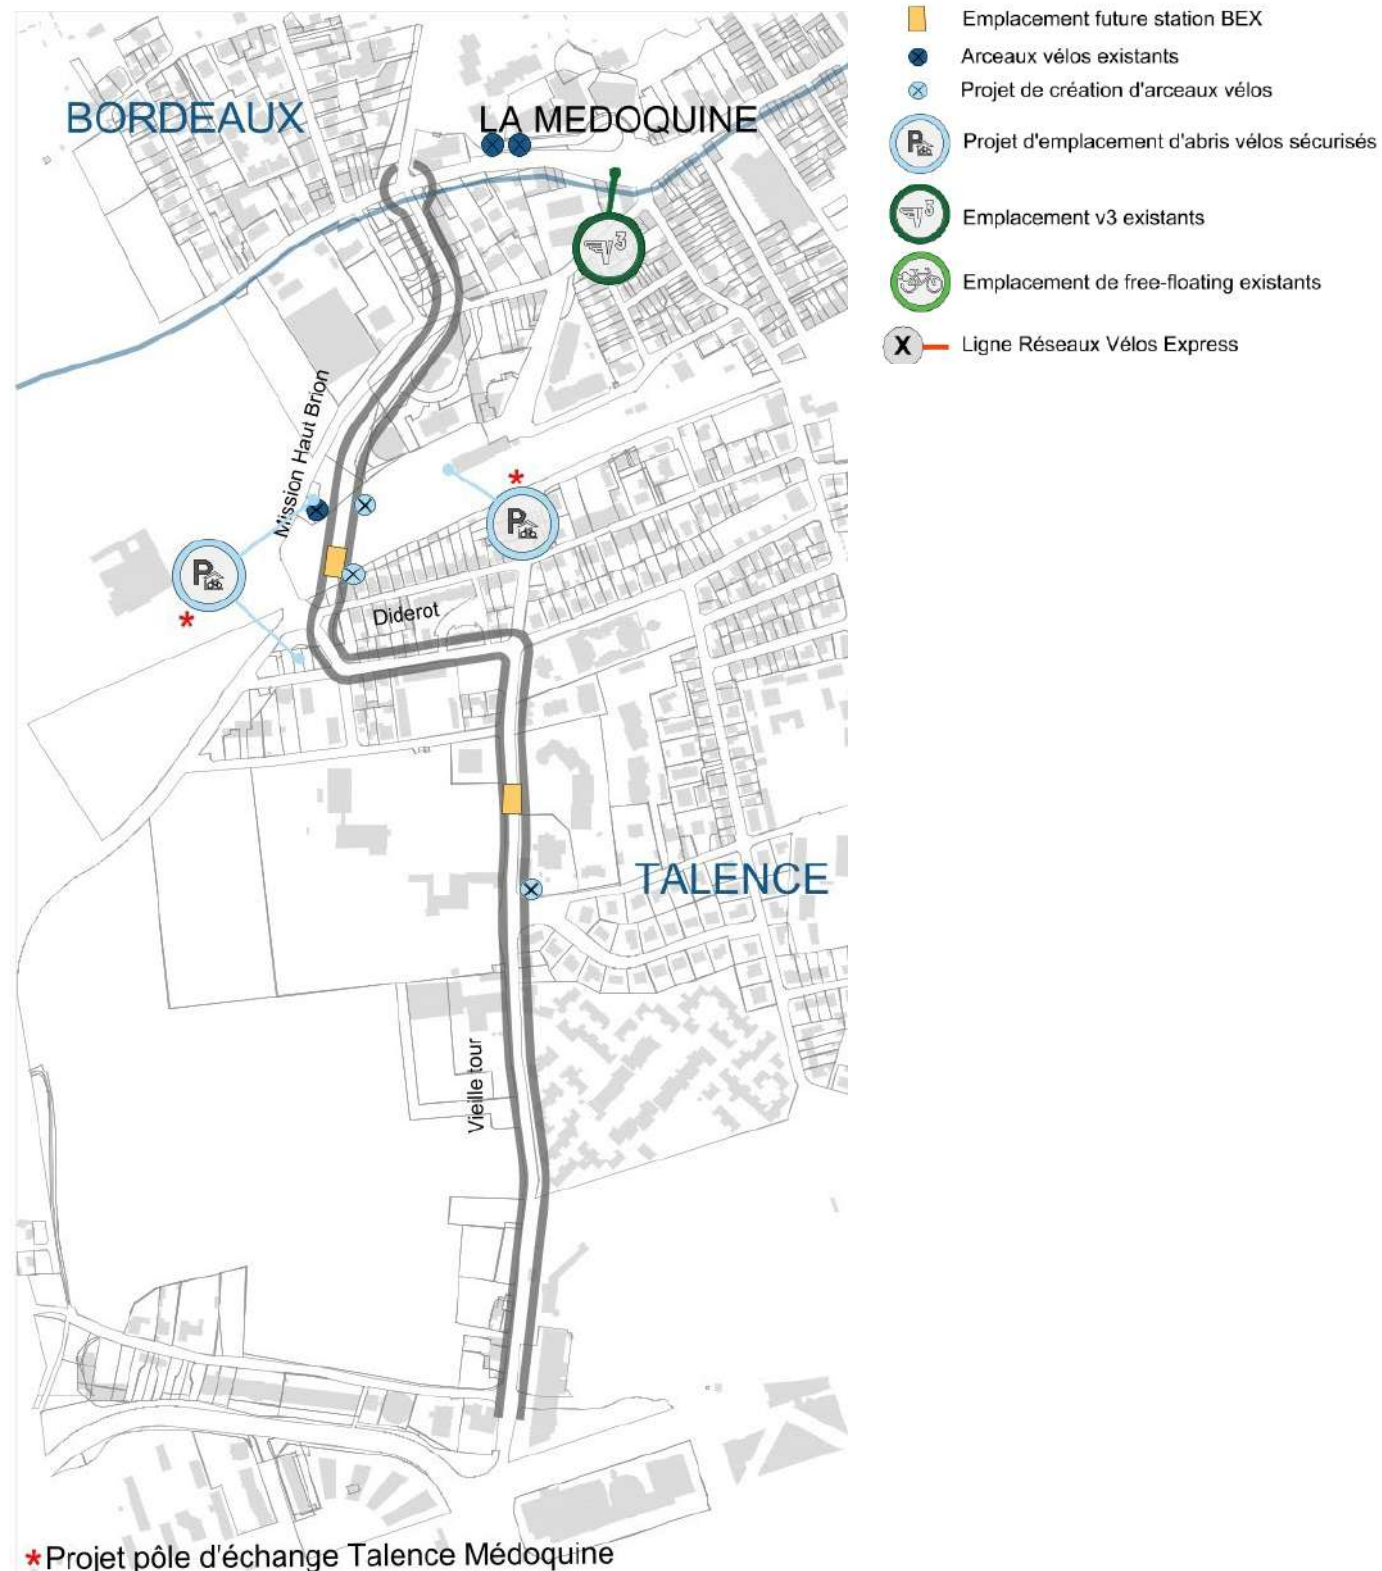 Emplacement future station BEX
Arceaux vélos existants
Projet de création d'arceaux vélos
P
Projet d'emplacement d'abris vélos sécurisés
V3
Emplacement v3 existants
Emplacement de free-floating existants
X
Ligne Réseaux Vélos Express
BORDEAUX
LA MEDOQUINE
V3
Mission Haut Brion
*
P
P
*
Diderot
TALENCE
Vieille tour
*Projet pôle d'échange Talence Médoquine